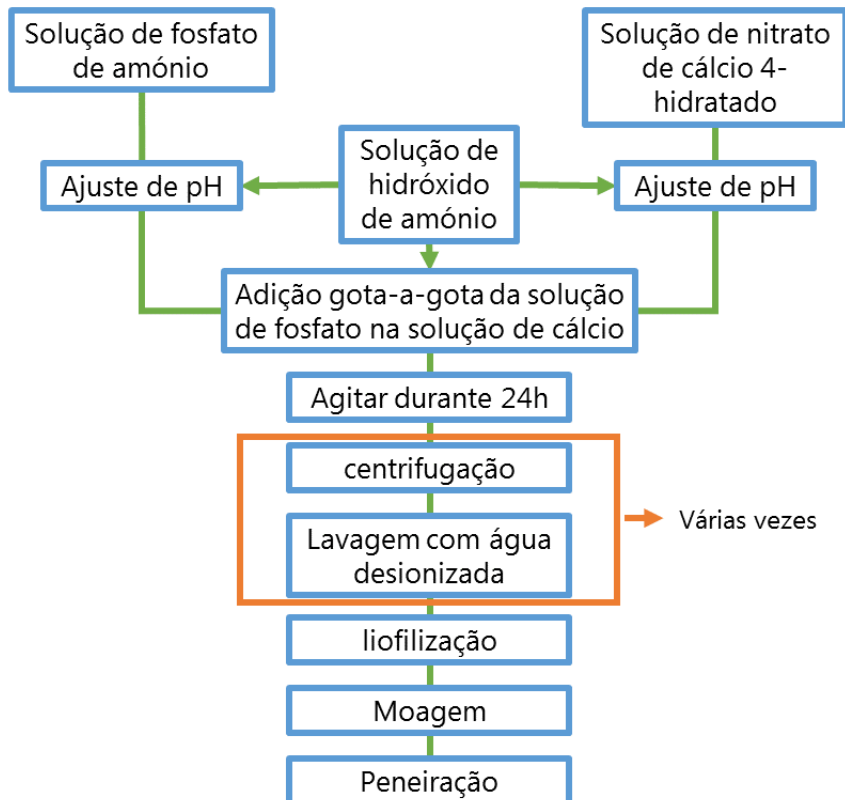 Solução de fosfato
de amónio
Solução de nitrato
de cálcio 4-
hidratado
Solução de
hidróxido
de amónio
Ajuste de pH
Ajuste de pH
Adição gota-a-gota da solução
de fosfato na solução de cálcio
Agitar durante 24h
centrifugação
Lavagem com água
desionizada
Várias vezes
liofilização
Moagem
Peneiração